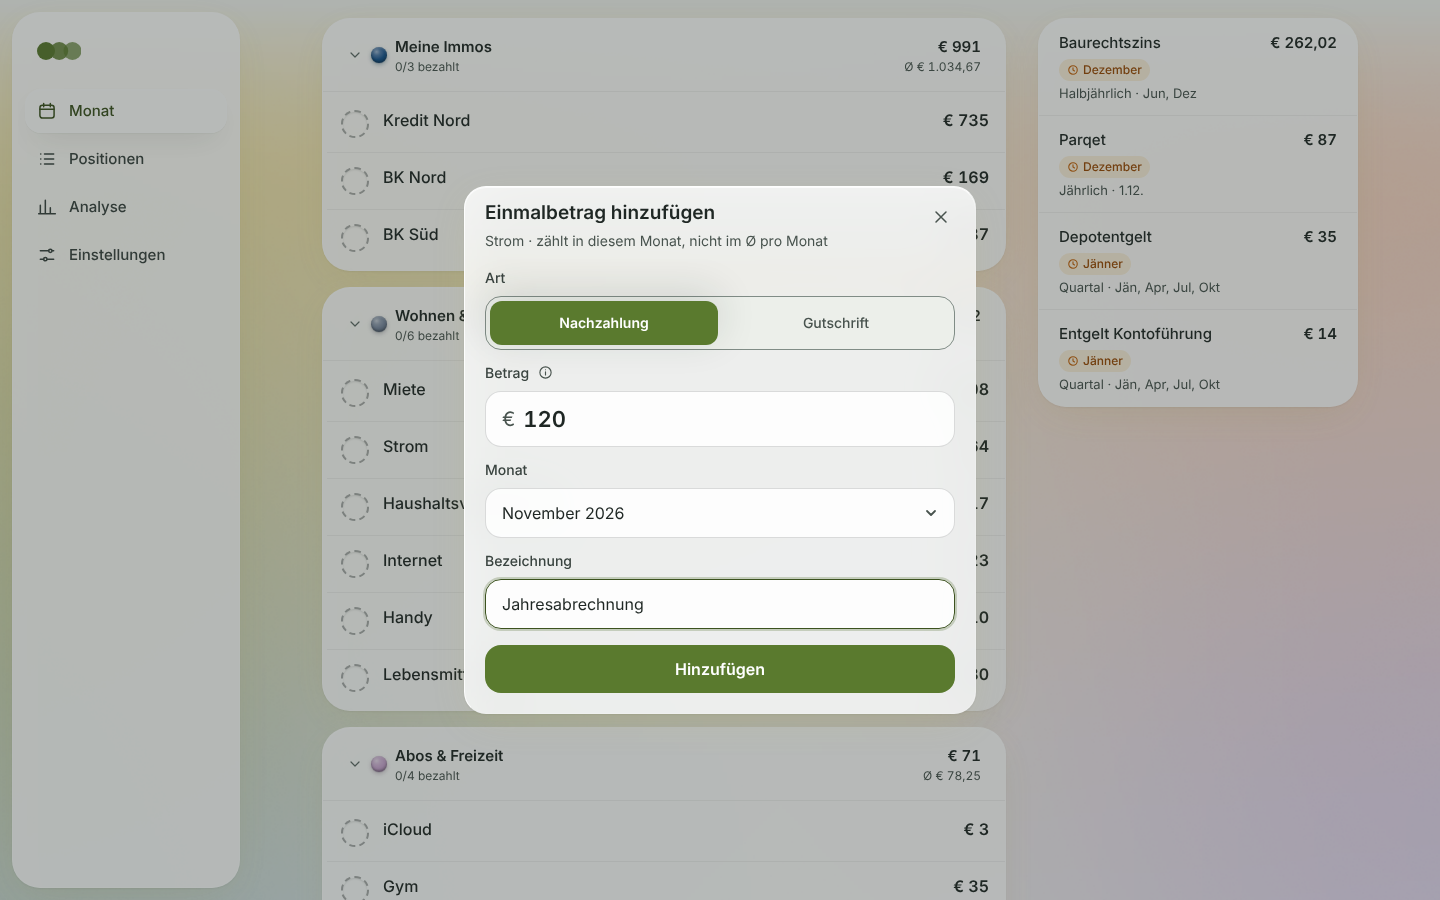 Monat
Positionen
Analyse
Einstellungen
Meine Immos
€ 991
0/3 bezahlt
Ø € 1.034,67
Kredit Nord
€ 735
BK Nord
€ 169
BK Süd
Wohnen &
0/6 bezahlt
Miete
Strom
Internet
Handy
Abos & Freizeit
€ 71
0/4 bezahlt
Ø € 78,25
iCloud
€ 3
Gym
€ 35
Einmalbetrag hinzufügen
Strom · zählt in diesem Monat, nicht im Ø pro Monat
Art
Nachzahlung
Gutschrift
Betrag
€ 120
Monat
November 2026
Bezeichnung
Jahresabrechnung
Hinzufügen
Baurechtszins
€ 262,02
Dezember
Halbjährlich · Jun, Dez
Parqet
€ 87
Dezember
Jährlich · 1.12.
Depotentgelt
€ 35
Jänner
Quartal · Jän, Apr, Jul, Okt
Entgelt Kontoführung
€ 14
Jänner
Quartal · Jän, Apr, Jul, Okt